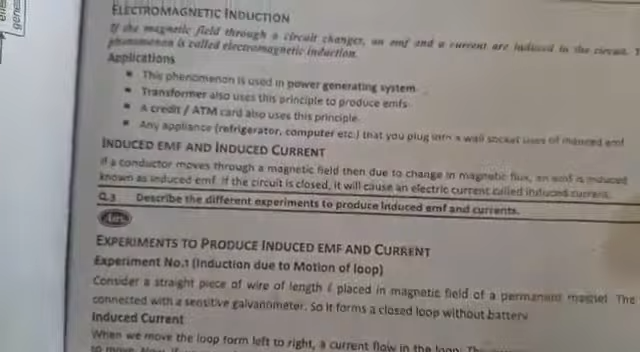 ELECTROMAGNETIC INDUCTION
If the magnetic field through a circuit changes, an emf and a current are induced in the circuit. T
phenomenon is called electromagnetic induction.
Applications
▪ This phenomenon is used in power generating system.
▪ Transformer also uses this principle to produce emfs
▪ A credit / ATM card also uses this principle.
▪ Any appliance (refrigerator, computer etc.) that you plug into a wall socket uses of induced emf
INDUCED EMF AND INDUCED CURRENT
If a conductor moves through a magnetic field then due to change in magnetic flux, an emf is induced
known as induced emf. If the circuit is closed, it will cause an electric current called induced current.
Q.3 Describe the different experiments to produce Induced emf and currents.
Ans
EXPERIMENTS TO PRODUCE INDUCED EMF AND CURRENT
Experiment No.1 (Induction due to Motion of loop)
Consider a straight piece of wire of length ℓ placed in magnetic field of a permanent magnet. The
connected with a sensitive galvanometer. So it forms a closed loop without battery
Induced Current
When we move the loop form left to right, a current flow in the loop. The
to move. Now, if